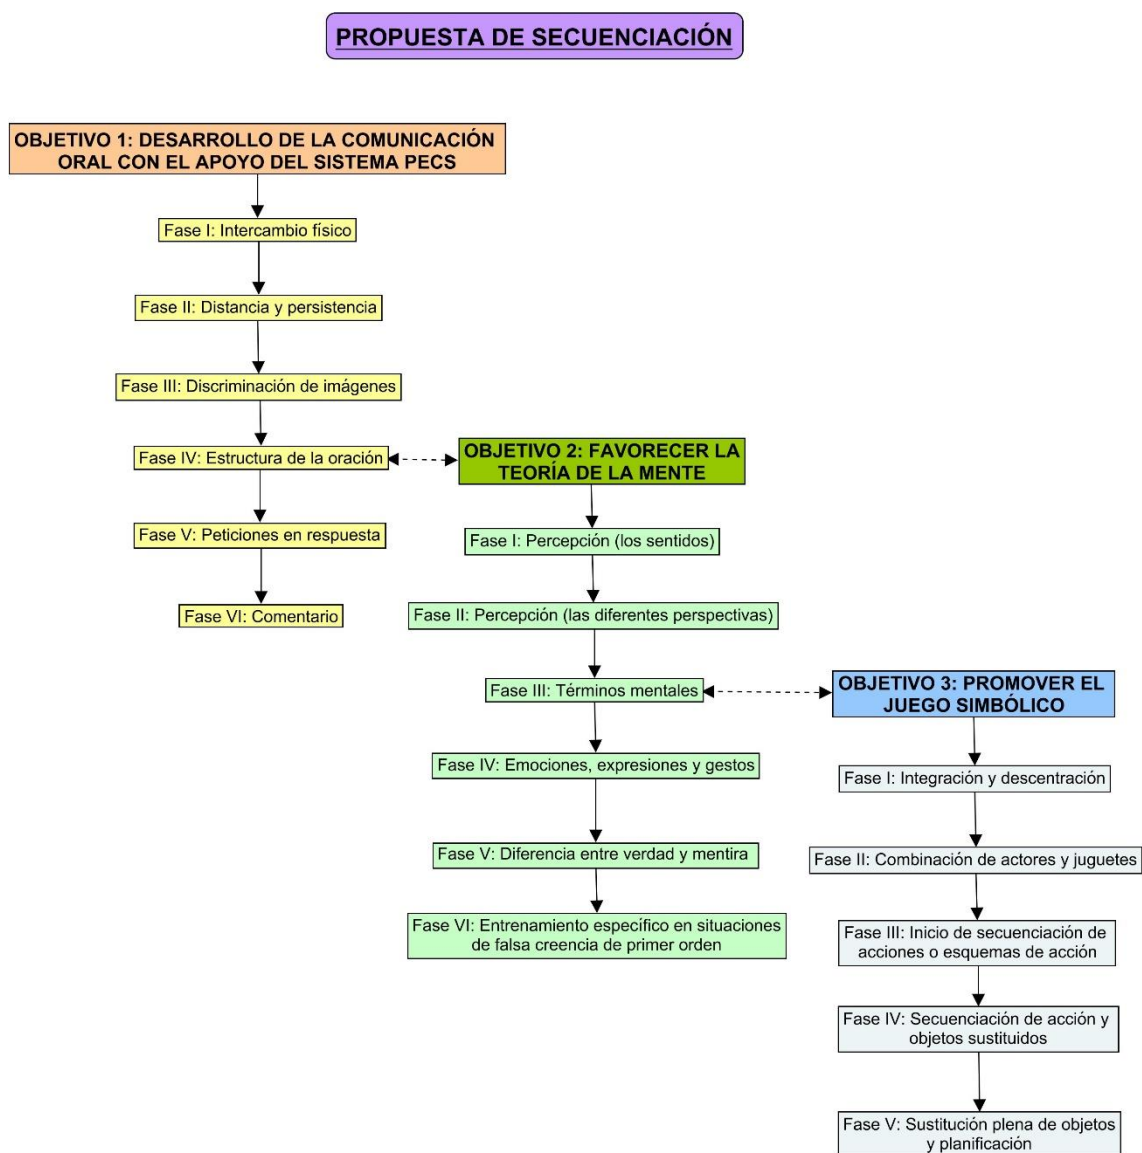 PROPUESTA DE SECUENCIACIÓN
OBJETIVO 1: DESARROLLO DE LA COMUNICACIÓN
ORAL CON EL APOYO DEL SISTEMA PECS
Fase I: Intercambio físico
Fase II: Distancia y persistencia
Fase III: Discriminación de imágenes
Fase IV: Estructura de la oración
Fase V: Peticiones en respuesta
Fase VI: Comentario
OBJETIVO 2: FAVORECER LA
TEORÍA DE LA MENTE
Fase I: Percepción (los sentidos)
Fase II: Percepción (las diferentes perspectivas)
Fase III: Términos mentales
Fase IV: Emociones, expresiones y gestos
Fase V: Diferencia entre verdad y mentira
Fase VI: Entrenamiento específico en situaciones
de falsa creencia de primer orden
OBJETIVO 3: PROMOVER EL
JUEGO SIMBÓLICO
Fase I: Integración y descentración
Fase II: Combinación de actores y juguetes
Fase III: Inicio de secuenciación de
acciones o esquemas de acción
Fase IV: Secuenciación de acción y
objetos sustituidos
Fase V: Sustitución plena de objetos
y planificación